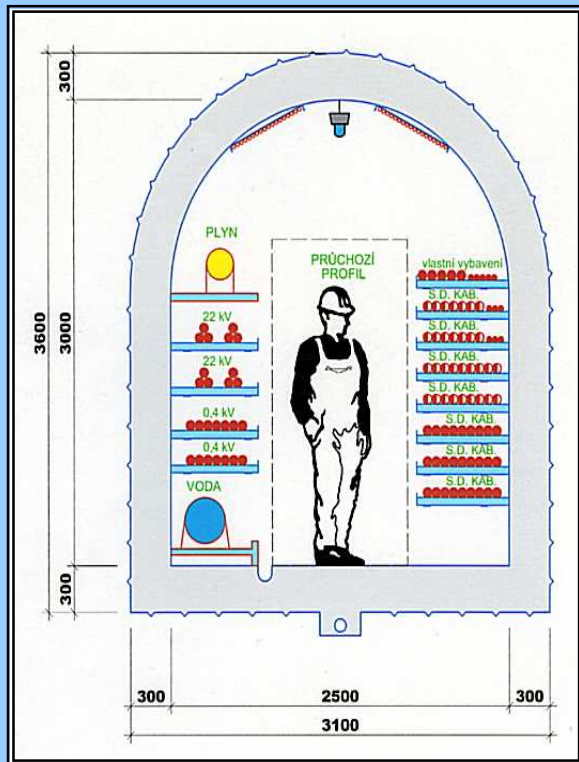 300
3600
3000
300
PLYN
22 kV
22 kV
0,4 kV
0,4 kV
VODA
PRŮCHOZÍ
PROFIL
vlastní vybavení
S.D. KAB.
S.D. KAB.
S.D. KAB.
S.D. KAB.
S.D. KAB.
S.D. KAB.
S.D. KAB.
300
2500
300
3100